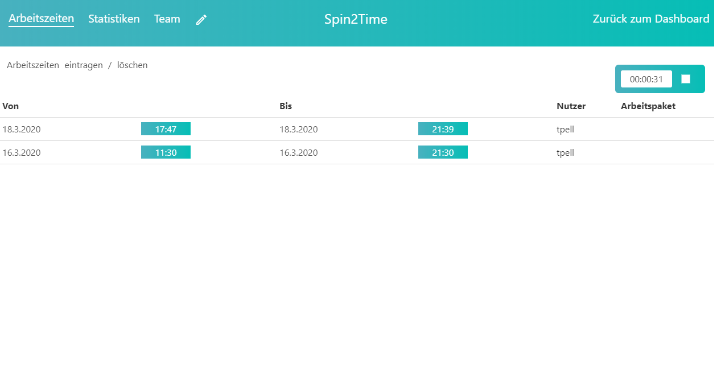 Arbeitszeiten Statistiken Team Spin2Time Zurück zum Dashboard
Arbeitszeiten eintragen / löschen
00:00:31
Von Bis Nutzer Arbeitspaket
18.3.2020 17:47 18.3.2020 21:39 tpell
16.3.2020 11:30 16.3.2020 21:30 tpell